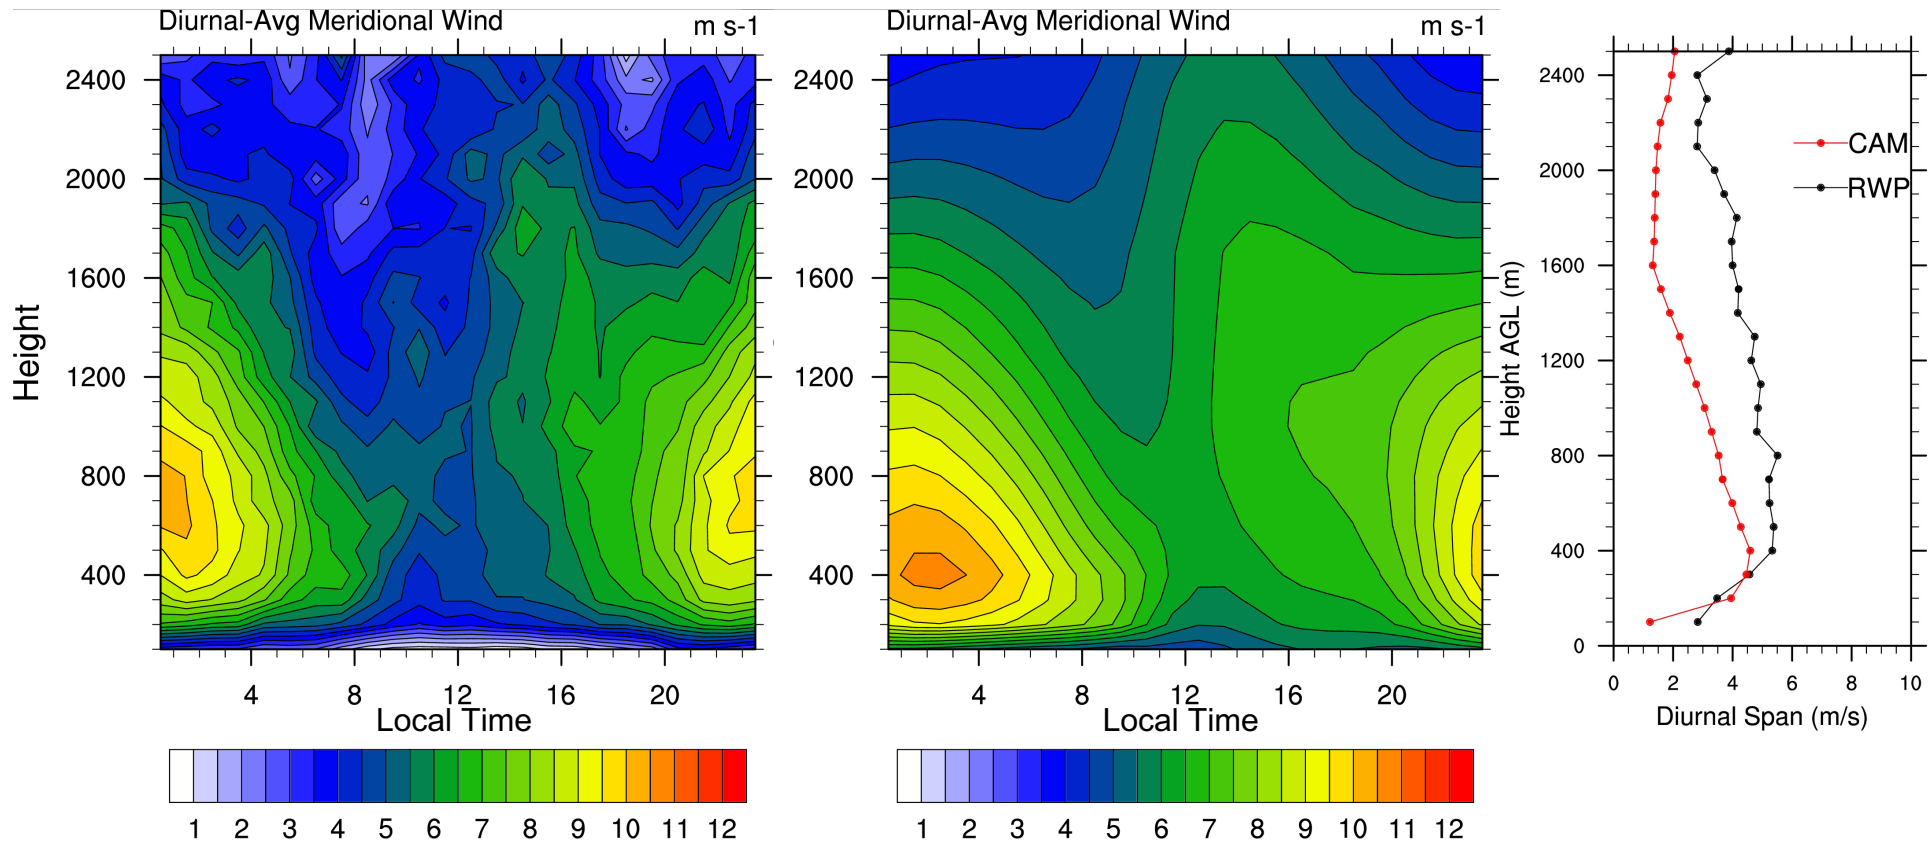 Diurnal-Avg Meridional Wind m s-1
2400
2000
1600
1200
800
400
Height
4 8 12 16 20
Local Time
1 2 3 4 5 6 7 8 9 10 11 12
Diurnal-Avg Meridional Wind m s-1
2400
2000
1600
1200
800
400
4 8 12 16 20
Local Time
1 2 3 4 5 6 7 8 9 10 11 12
2400
2000
1600
1200
800
400
0
Height AGL (m)
CAM
RWP
0 2 4 6 8 10
Diurnal Span (m/s)